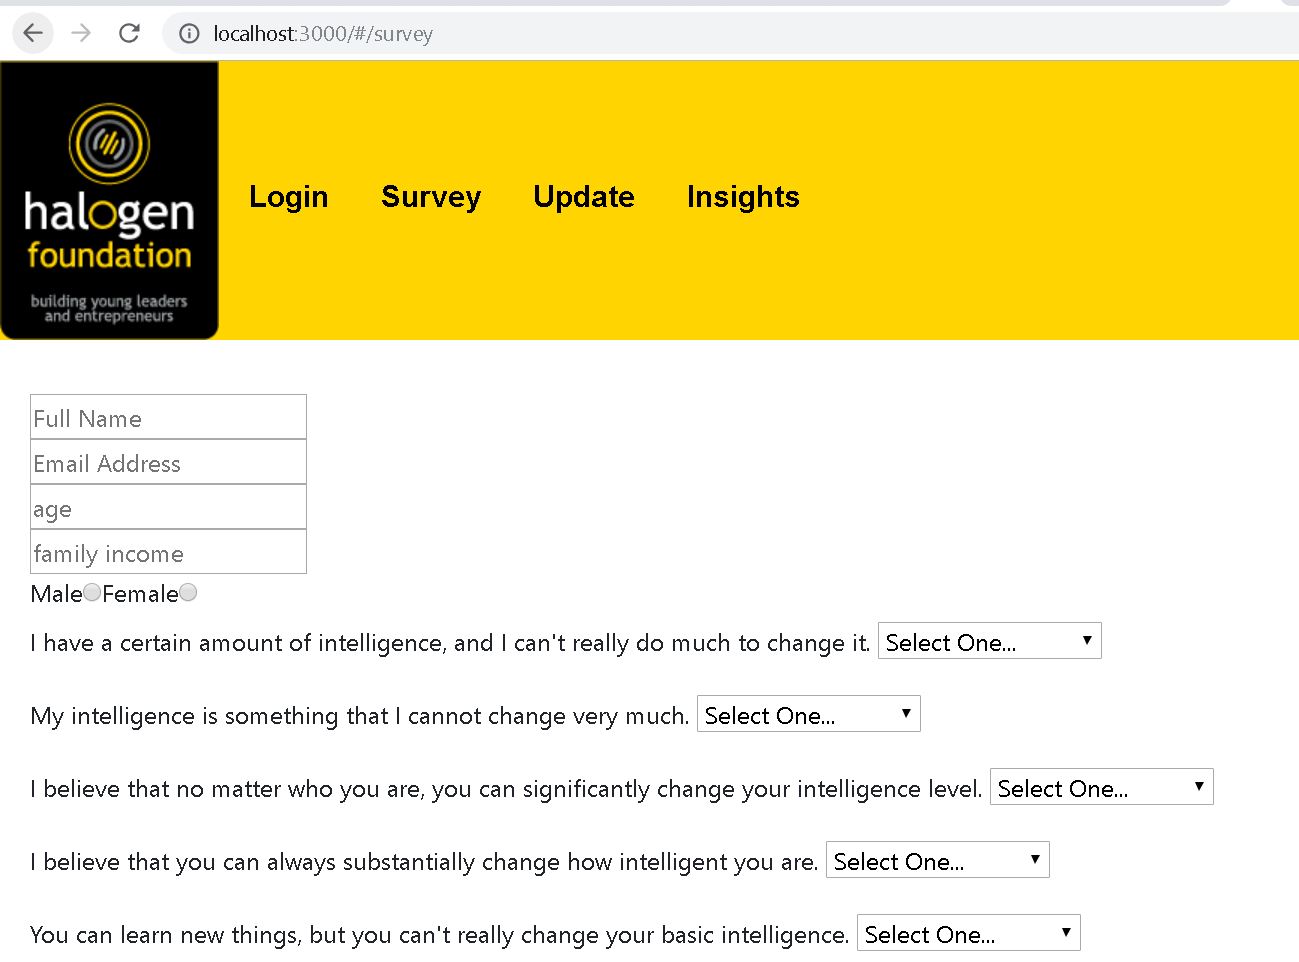 localhost:3000/#/survey
halogen
foundation
building young leaders
and entrepreneurs
Login Survey Update Insights
Full Name
Email Address
age
family income
Male Female
I have a certain amount of intelligence, and I can't really do much to change it. Select One...
My intelligence is something that I cannot change very much. Select One...
I believe that no matter who you are, you can significantly change your intelligence level. Select One...
I believe that you can always substantially change how intelligent you are. Select One...
You can learn new things, but you can't really change your basic intelligence. Select One...